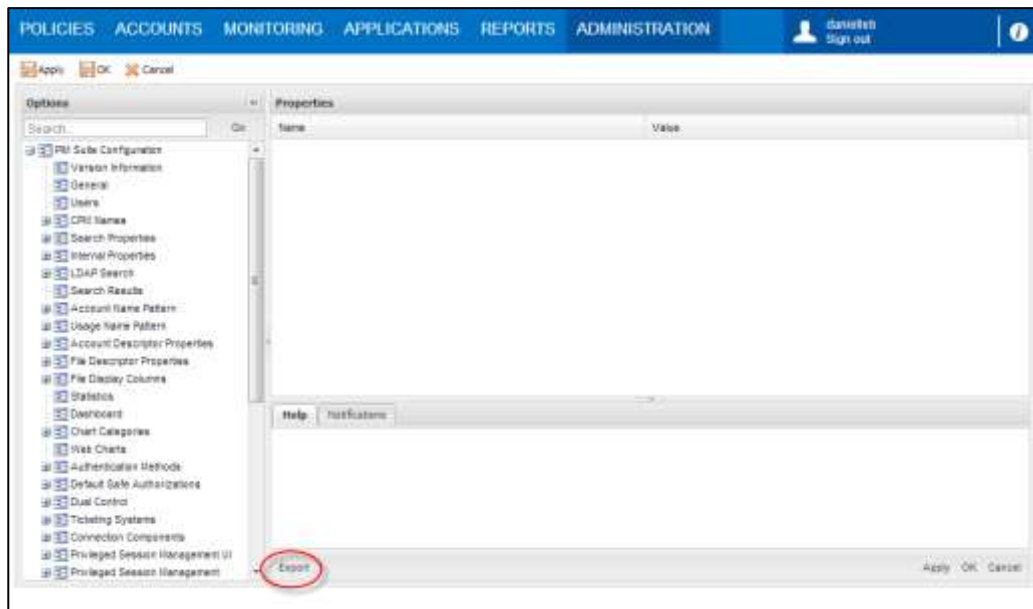 POLICIES ACCOUNTS MONITORING APPLICATIONS REPORTS ADMINISTRATION
Sign out
Apply OK Cancel
Options
Properties
Search...
Go
Name Value
PIM Suite Configuration
Version Information
General
Users
CPM Names
Search Properties
Internal Properties
LDAP Search
Search Results
Account Name Pattern
Usage Name Pattern
Account Descriptor Properties
File Descriptor Properties
File Display Columns
Statistics
Dashboard
Chart Categories
Web Charts
Authentication Methods
Default Safe Authorizations
Dual Control
Ticketing Systems
Connection Components
Privileged Session Management UI
Privileged Session Management
Help Notifications
Export
Apply OK Cancel